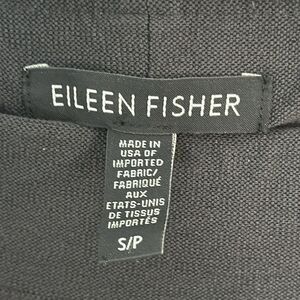 EILEEN FISHER
MADE IN
USA OF
IMPORTED
FABRIC/
FABRIQUÉ
AUX
ETATS-UNIS
DE TISSUS
IMPORTÉS
S/P